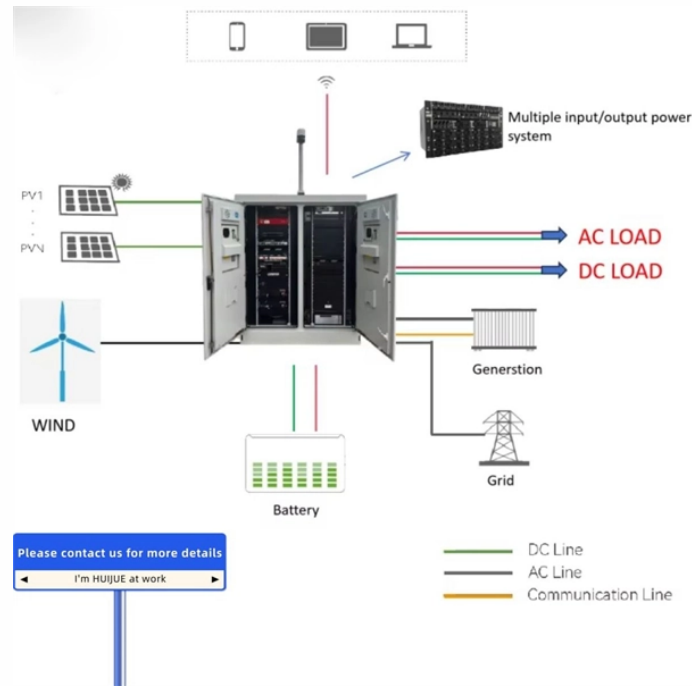 Multiple input/output power
system
PV1
PVN
AC LOAD
DC LOAD
WIND
Generstion
Grid
Battery
Please contact us for more details
I'm HUIJUE at work
DC Line
AC Line
Communication Line